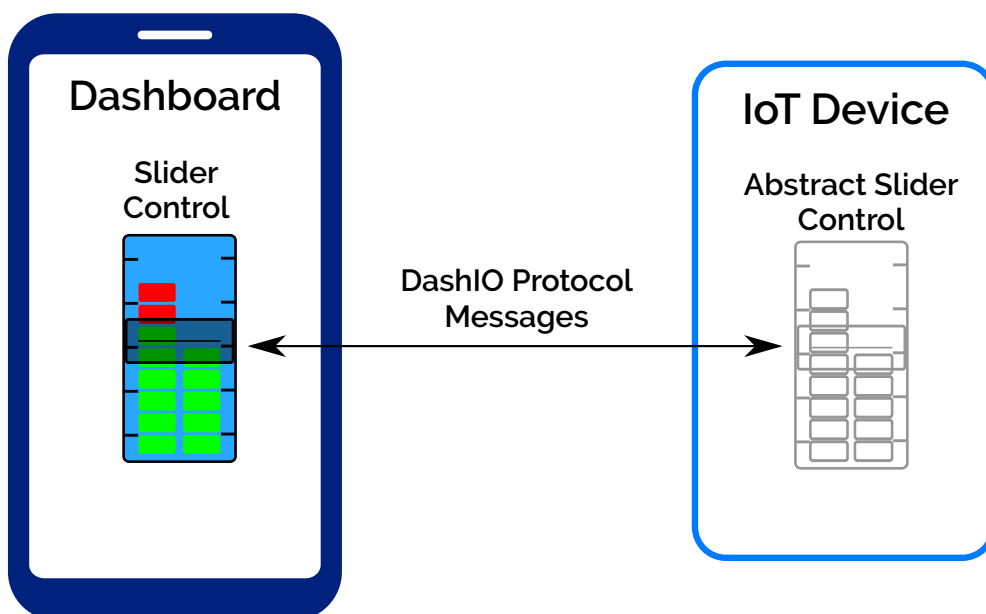 Dashboard
Slider
Control
DashIO Protocol
Messages
IoT Device
Abstract Slider
Control